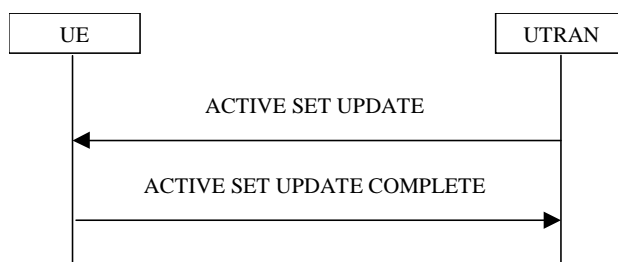 UE
UTRAN
ACTIVE SET UPDATE
ACTIVE SET UPDATE COMPLETE